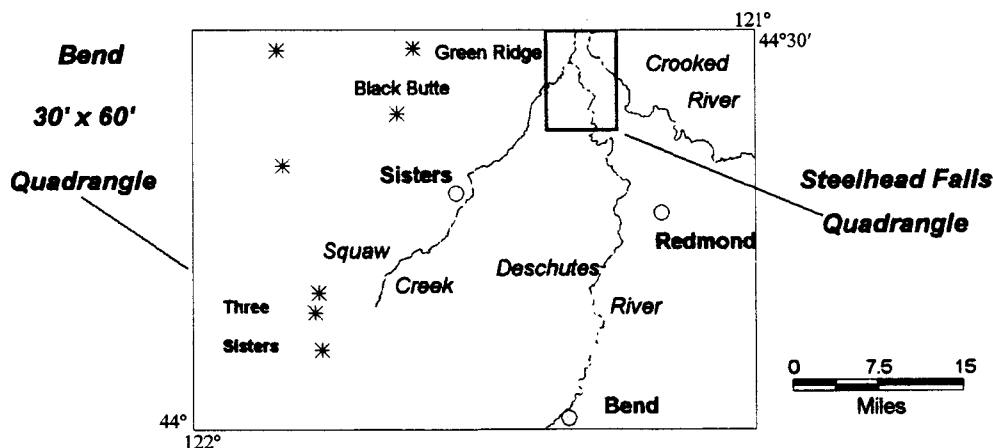 121°
44°30'
Bend
30' x 60'
Quadrangle
Green Ridge
Black Butte
Crooked
River
Sisters
Steelhead Falls
Quadrangle
Redmond
Squaw
Creek
Deschutes
River
Three
Sisters
0 7.5 15
Miles
Bend
44°
122°